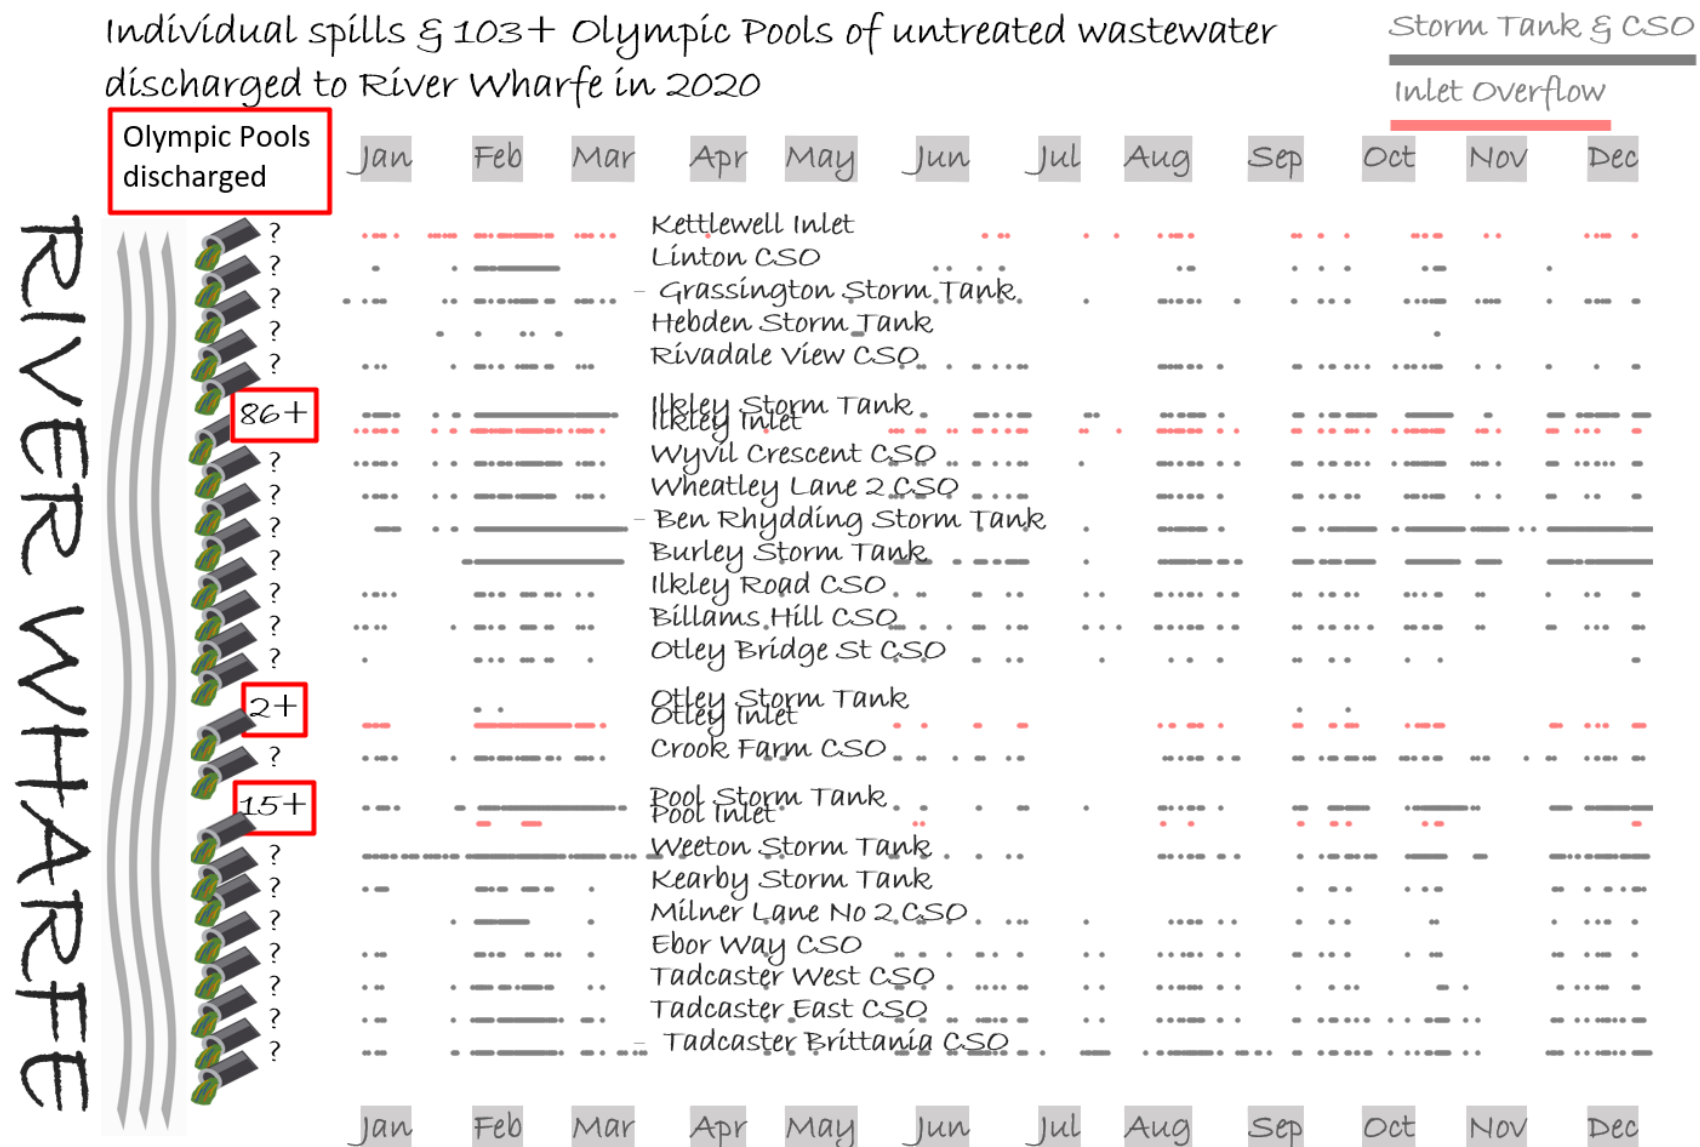 Individual spills & 103+ Olympic Pools of untreated wastewater
discharged to River Wharfe in 2020
Storm Tank & CSO
Inlet Overflow
Olympic Pools
discharged
Jan Feb Mar Apr May Jun Jul Aug Sep Oct Nov Dec
RIVER WHARFE
? Kettlewell Inlet
? Linton CSO
? Grassington Storm Tank
? Hebden Storm Tank
? Rivadale View CSO
86+ Ilkley Storm Tank
Ilkley Inlet
? Wyvil Crescent CSO
? Wheatley Lane 2 CSO
? Ben Rhydding Storm Tank
? Burley Storm Tank
? Ilkley Road CSO
? Billams Hill CSO
? Otley Bridge St CSO
2+ Otley Storm Tank
Otley Inlet
? Crook Farm CSO
15+ Pool Storm Tank
Pool Inlet
? Weeton Storm Tank
? Kearby Storm Tank
? Milner Lane No 2 CSO
? Ebor Way CSO
? Tadcaster West CSO
? Tadcaster East CSO
? Tadcaster Brittania CSO
Jan Feb Mar Apr May Jun Jul Aug Sep Oct Nov Dec